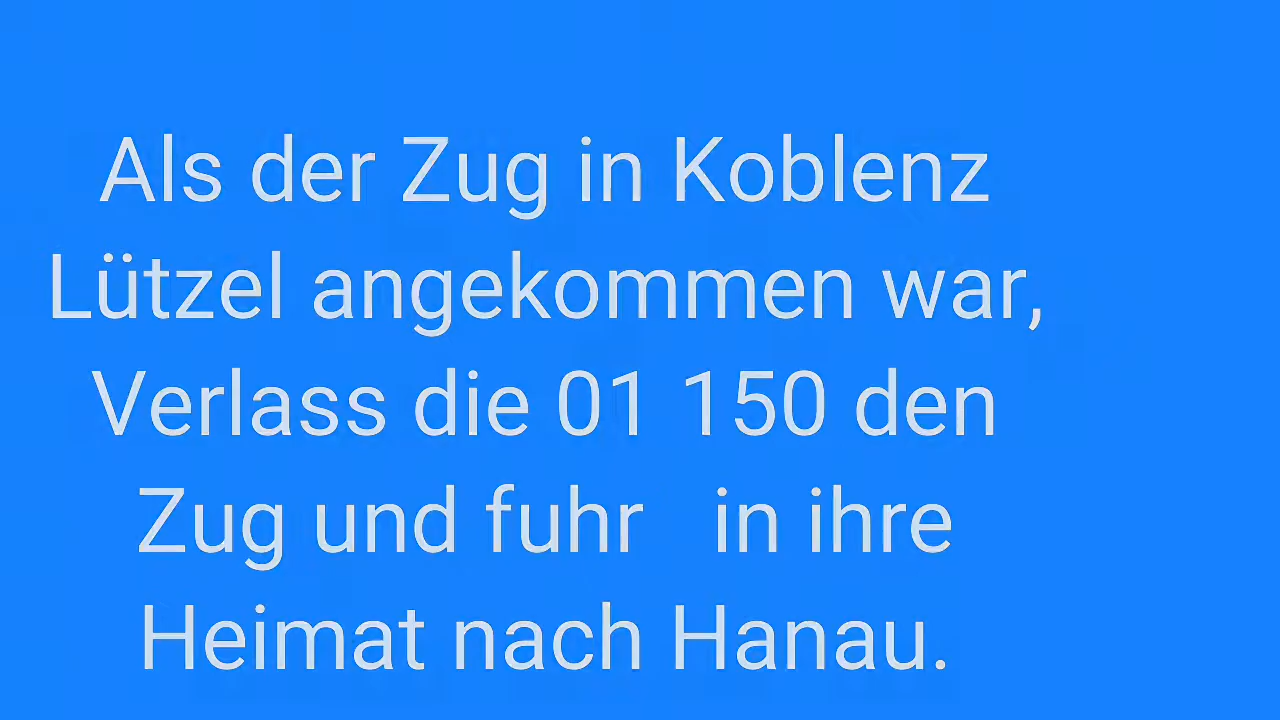 Als der Zug in Koblenz
Lützel angekommen war,
Verlass die 01 150 den
Zug und fuhr   in ihre
Heimat nach Hanau.